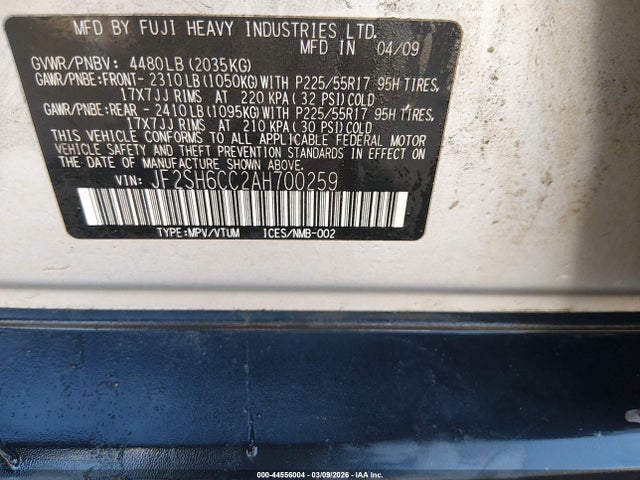 MFD BY FUJI HEAVY INDUSTRIES LTD.
MFD IN 04/09
GVWR/PNBV: 4480LB (2035KG)
GAWR/PNBE:FRONT- 2310LB(1050KG)WITH P225/55R17 95H TIRES,
17X7JJ RIMS AT 220 KPA(32 PSI)COLD
GAWR/PNBE:REAR - 2410LB(1095KG)WITH P225/55R17 95H TIRES,
17X7JJ RIMS AT 210 KPA(30 PSI)COLD
THIS VEHICLE CONFORMS TO ALL APPLICABLE FEDERAL MOTOR
VEHICLE SAFETY AND THEFT PREVENTION STANDARDS IN EFFECT
ON THE DATE OF MANUFACTURE SHOWN ABOVE.
VIN: JF2SH6CC2AH700259
TYPE:MPV/VTUM ICES/NMB-002
000-44556004 - 03/09/2026 - IAA, Inc.